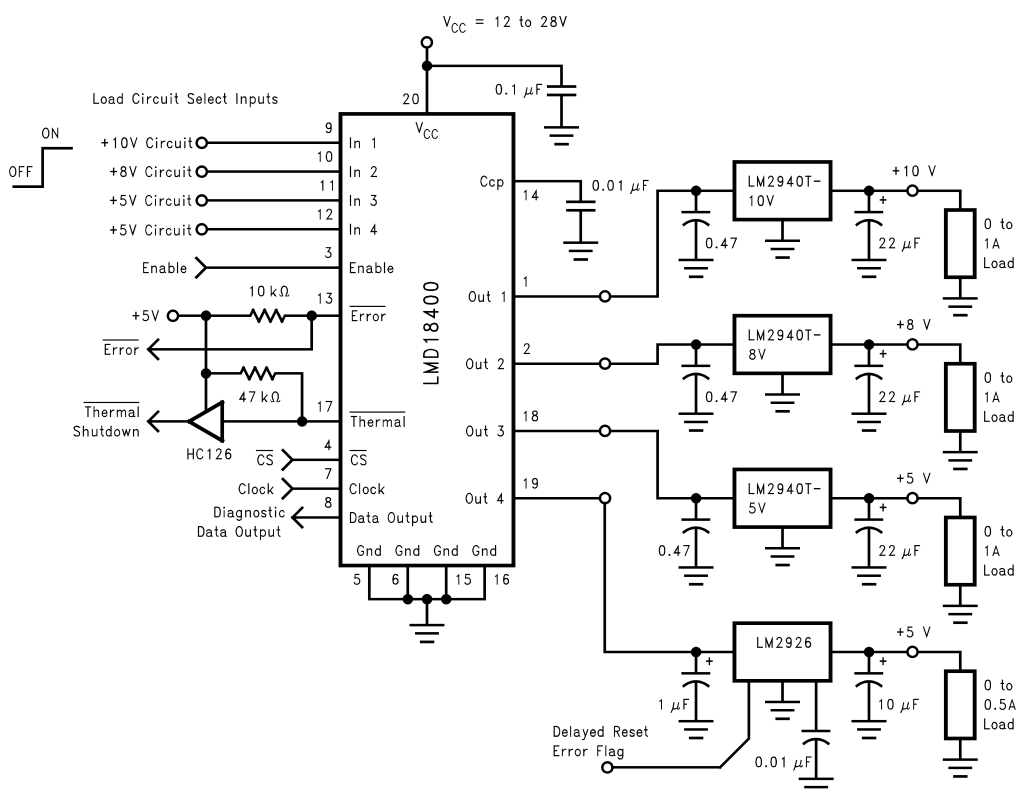 V_CC = 12 to 28V
0.1 μF
20
V_CC
Load Circuit Select Inputs
ON
OFF
+10V Circuit
9
In 1
+8V Circuit
10
In 2
+5V Circuit
11
In 3
+5V Circuit
12
In 4
Enable
3
Enable
10 kΩ
+5V
13
Error
Error
47 kΩ
Thermal
Shutdown
HC126
17
Thermal
CS
4
CS
Clock
7
Clock
Diagnostic
Data Output
8
Data Output
LMD18400
Gnd
Gnd
Gnd
Gnd
5
6
15
16
Ccp
14
0.01 μF
Out 1
1
Out 2
2
Out 3
18
Out 4
19
0.47
LM2940T-
10V
22 μF
+
+10 V
0 to
1A
Load
0.47
LM2940T-
8V
22 μF
+
+8 V
0 to
1A
Load
0.47
LM2940T-
5V
22 μF
+
+5 V
0 to
1A
Load
+
1 μF
LM2926
+
10 μF
+5 V
0 to
0.5A
Load
Delayed Reset
Error Flag
0.01 μF